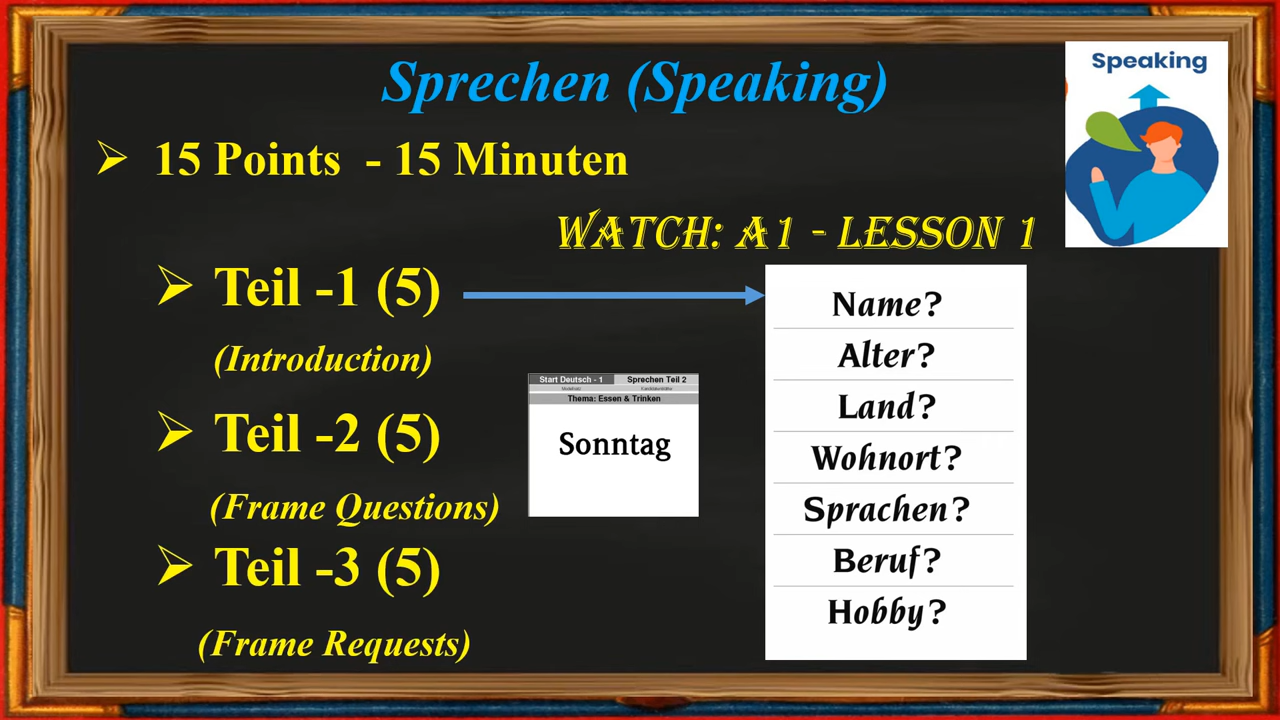 Sprechen (Speaking)
Speaking
➢ 15 Points - 15 Minuten
WATCH: A1 - LESSON 1
➢ Teil -1 (5)
(Introduction)
➢ Teil -2 (5)
(Frame Questions)
➢ Teil -3 (5)
(Frame Requests)
Start Deutsch - 1 Sprechen Teil 2
Modellsatz Kandidatenblätter
Thema: Essen & Trinken
Sonntag
Name?
Alter?
Land?
Wohnort?
Sprachen?
Beruf?
Hobby?